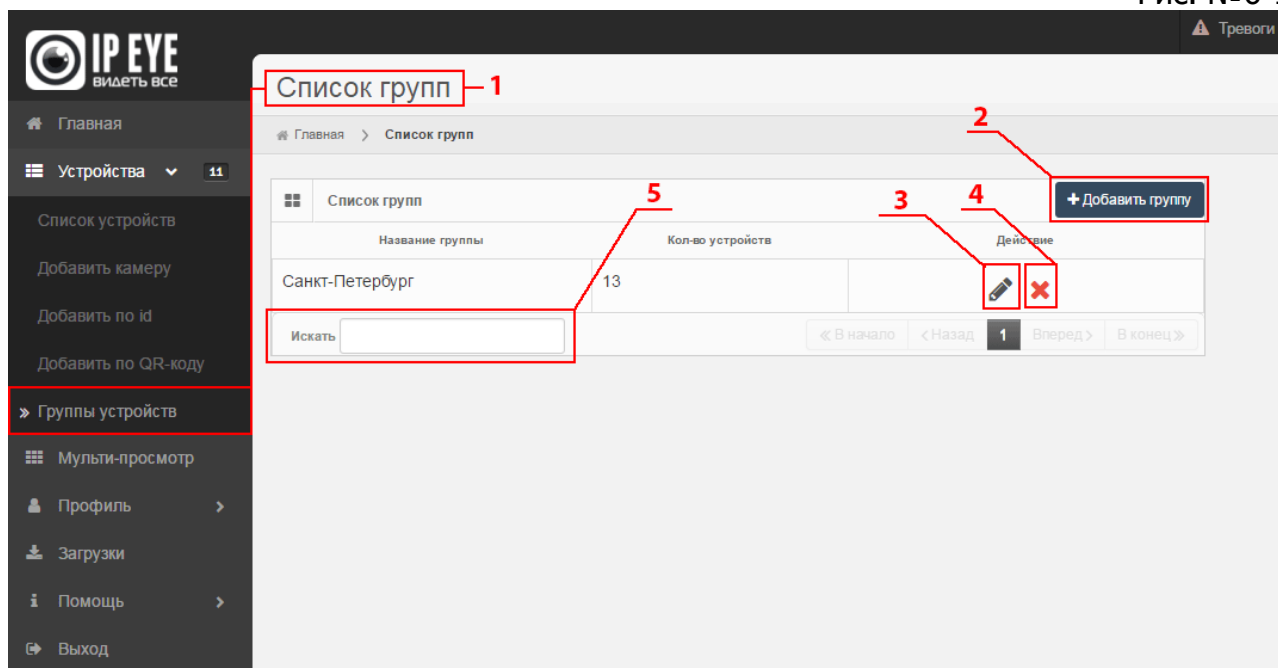 IP EYE
видеть все
Тревоги
Список групп
1
Главная
Главная > Список групп
2
Устройства 11
Список групп
5
3
4
+ Добавить группу
Список устройств
Название группы Кол-во устройств Действие
Добавить камеру
Санкт-Петербург 13
Добавить по id
Искать
« В начало < Назад 1 Вперед > В конец »
Добавить по QR-коду
» Группы устройств
Мульти-просмотр
Профиль >
Загрузки
Помощь >
Выход